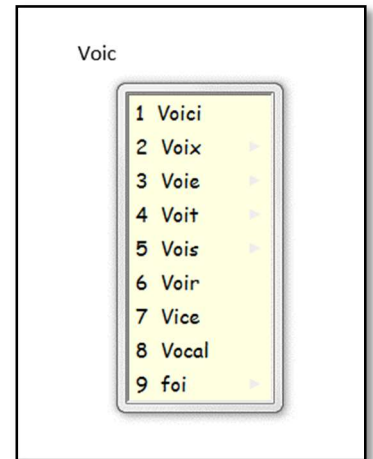 Voic
1 Voici
2 Voix
3 Voie
4 Voit
5 Vois
6 Voir
7 Vice
8 Vocal
9 foi